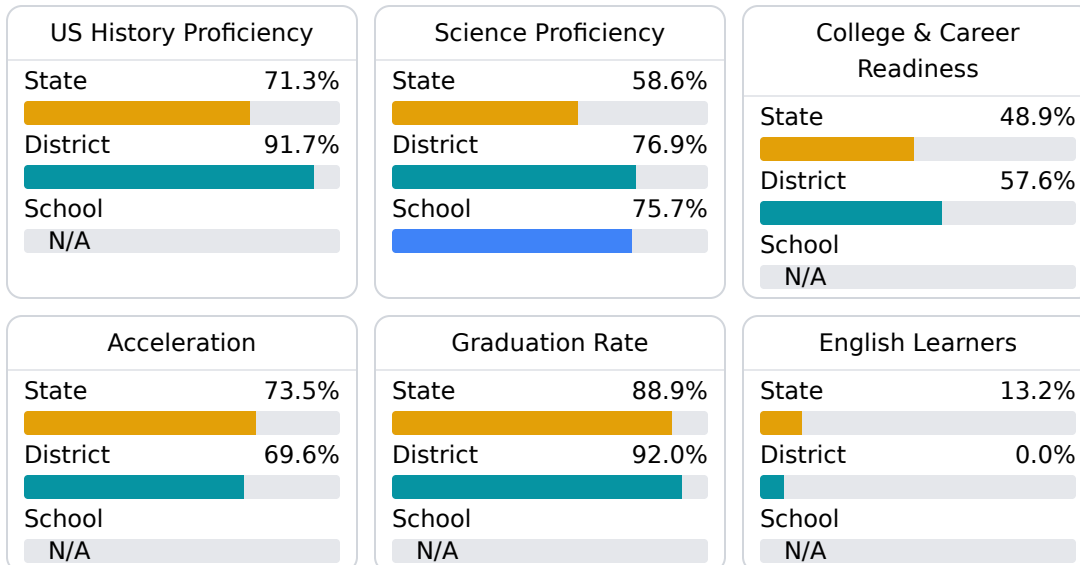 US History Proficiency
State 71.3%
District 91.7%
School
N/A
Science Proficiency
State 58.6%
District 76.9%
School 75.7%
College & Career
Readiness
State 48.9%
District 57.6%
School
N/A
Acceleration
State 73.5%
District 69.6%
School
N/A
Graduation Rate
State 88.9%
District 92.0%
School
N/A
English Learners
State 13.2%
District 0.0%
School
N/A